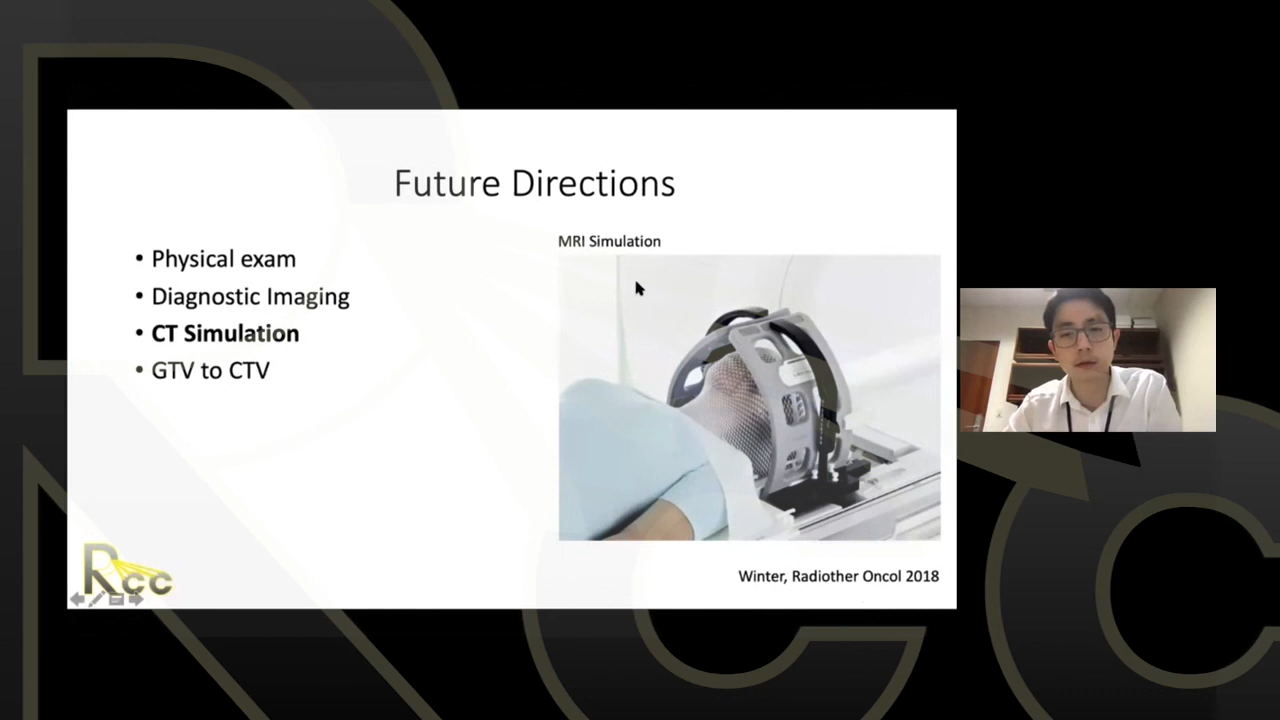 Future Directions
• Physical exam
• Diagnostic Imaging
• CT Simulation
• GTV to CTV
MRI Simulation
Winter, Radiother Oncol 2018
Rcc